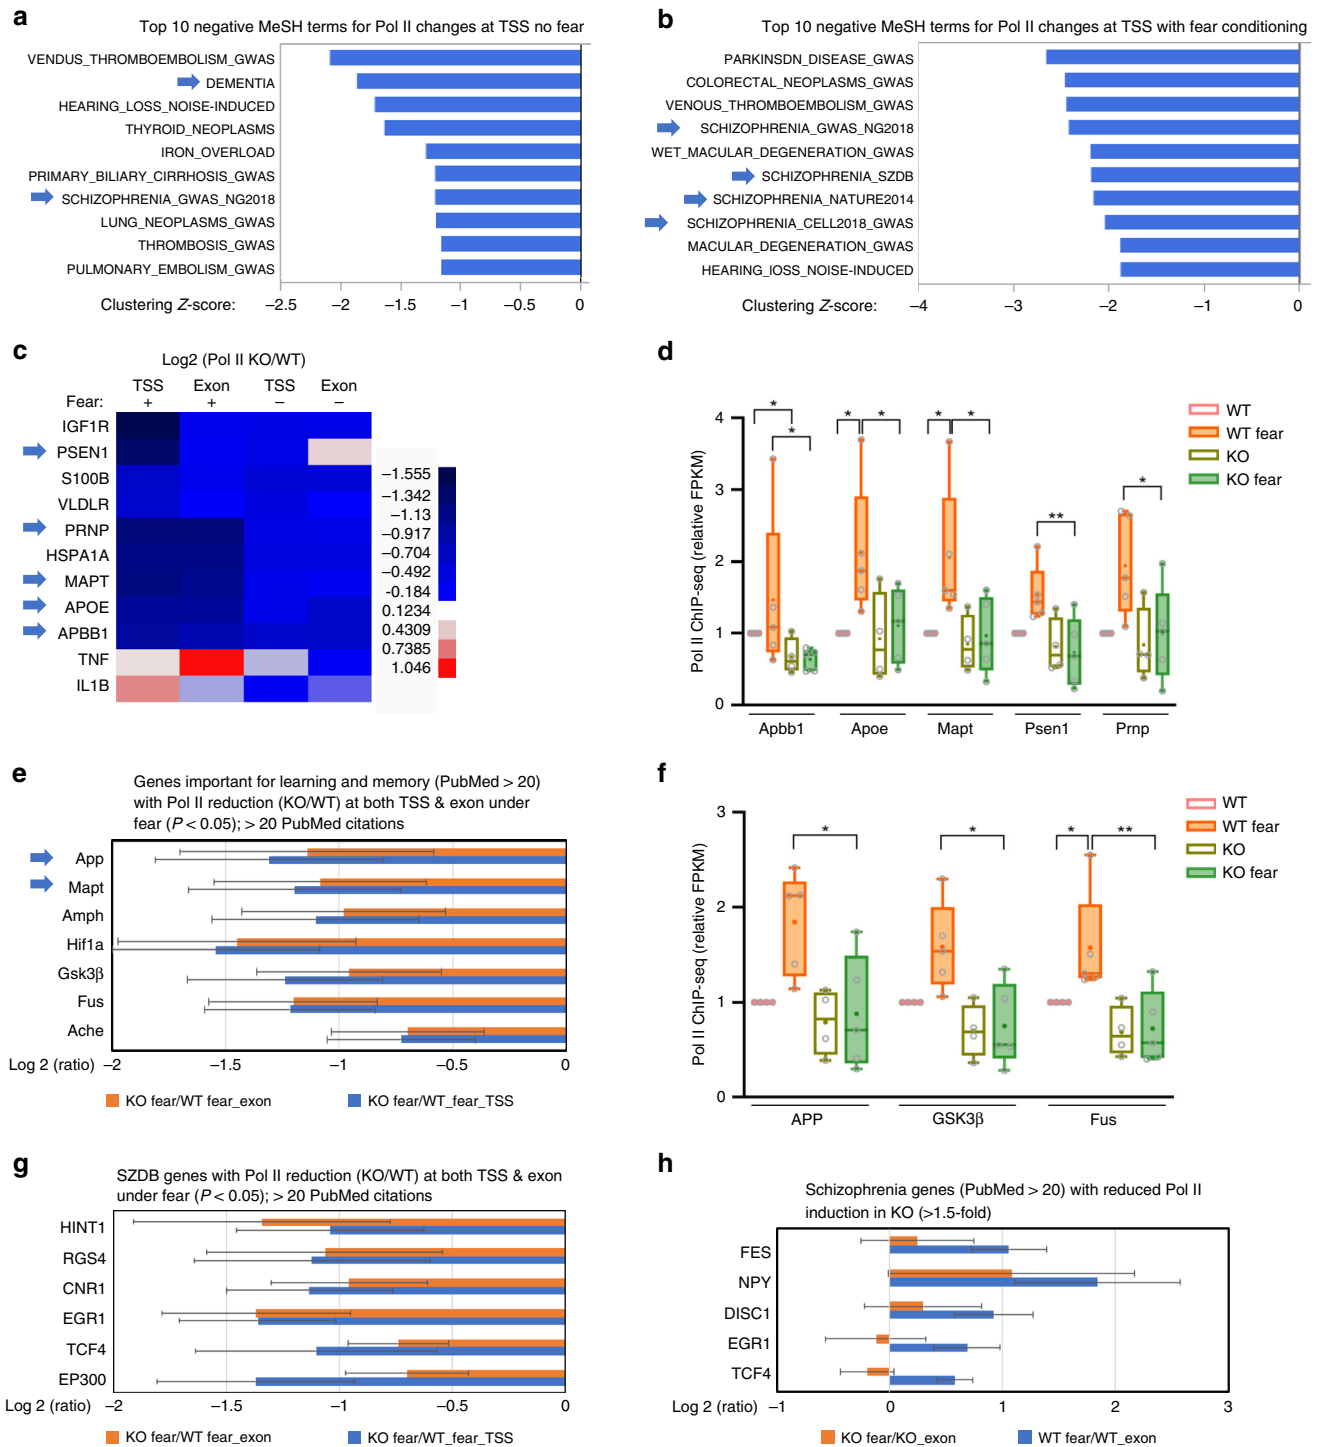 a
Top 10 negative MeSH terms for Pol II changes at TSS no fear
VENDUS_THROMBOEMBOLISM_GWAS
DEMENTIA
HEARING_LOSS_NOISE-INDUCED
THYROID_NEOPLASMS
IRON_OVERLOAD
PRIMARY_BILIARY_CIRRHOSIS_GWAS
SCHIZOPHRENIA_GWAS_NG2018
LUNG_NEOPLASMS_GWAS
THROMBOSIS_GWAS
PULMONARY_EMBOLISM_GWAS
Clustering Z-score: −2.5 −2 −1.5 −1 −0.5 0
b
Top 10 negative MeSH terms for Pol II changes at TSS with fear conditioning
PARKINSDN_DISEASE_GWAS
COLORECTAL_NEOPLASMS_GWAS
VENOUS_THROMBOEMBOLISM_GWAS
SCHIZOPHRENIA_GWAS_NG2018
WET_MACULAR_DEGENERATION_GWAS
SCHIZOPHRENIA_SZDB
SCHIZOPHRENIA_NATURE2014
SCHIZOPHRENIA_CELL2018_GWAS
MACULAR_DEGENERATION_GWAS
HEARING_lOSS_NOISE-INDUCED
Clustering Z-score: −4 −3 −2 −1 0
c
Log2 (Pol II KO/WT)
TSS Exon TSS Exon
Fear: + + − −
IGF1R
PSEN1
S100B
VLDLR
PRNP
HSPA1A
MAPT
APOE
APBB1
TNF
IL1B
−1.555
−1.342
−1.13
−0.917
−0.704
−0.492
−0.184
0.1234
0.4309
0.7385
1.046
d
Pol II ChIP-seq (relative FPKM)
4
3
2
1
0
* * * * * * ** *
Apbb1 Apoe Mapt Psen1 Prnp
WT
WT fear
KO
KO fear
e
Genes important for learning and memory (PubMed > 20)
with Pol II reduction (KO/WT) at both TSS & exon under
fear (P < 0.05); > 20 PubMed citations
App
Mapt
Amph
Hif1a
Gsk3β
Fus
Ache
Log 2 (ratio) −2 −1 −0.5 0
KO fear/WT fear_exon KO fear/WT_fear_TSS
f
Pol II ChIP-seq (relative FPKM)
3
2
1
0
* * * **
APP GSK3β Fus
WT
WT fear
KO
KO fear
g
SZDB genes with Pol II reduction (KO/WT) at both TSS & exon
under fear (P < 0.05); > 20 PubMed citations
HINT1
RGS4
CNR1
EGR1
TCF4
EP300
Log 2 (ratio) −2 −1.5 −1 −0.5 0
KO fear/WT fear_exon KO fear/WT_fear_TSS
h
Schizophrenia genes (PubMed > 20) with reduced Pol II
induction in KO (>1.5-fold)
FES
NPY
DISC1
EGR1
TCF4
Log 2 (ratio) −1 0 1 2 3
KO fear/KO_exon WT fear/WT_exon